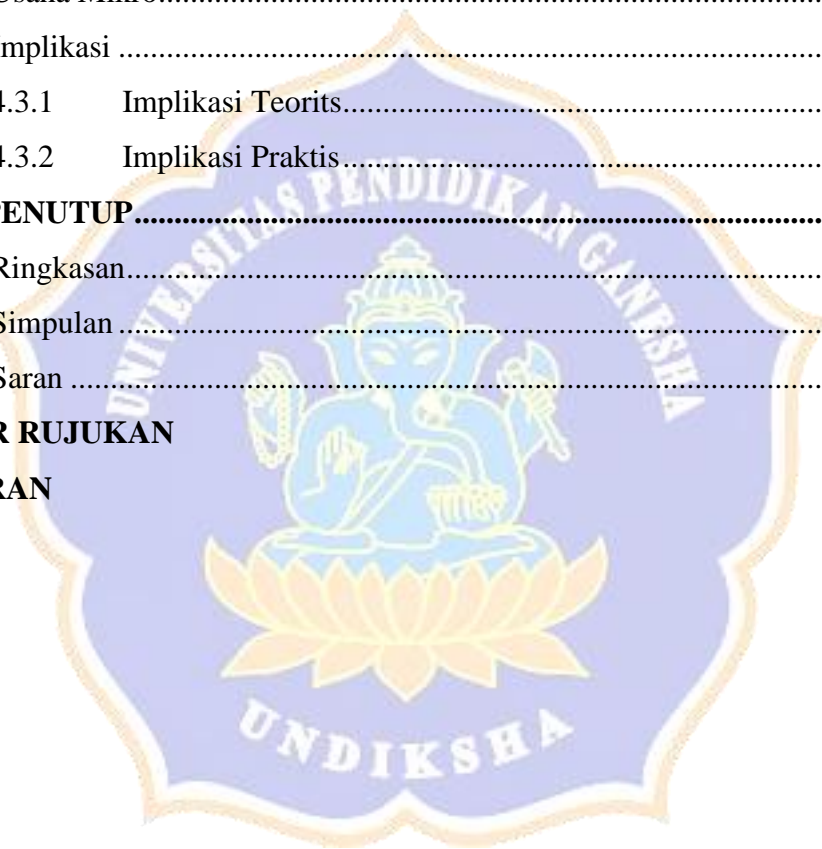 Usaha Mikro..........................................................................................
Implikasi ................................................................................................
4.3.1 Implikasi Teorits...................................................................
4.3.2 Implikasi Praktis...................................................................
PENUTUP..............................................................................................
Ringkasan..............................................................................................
Simpulan ...............................................................................................
Saran .....................................................................................................
R RUJUKAN
RAN
UNIVERSITAS PENDIDIKAN GANESHA
UNDIKSHA